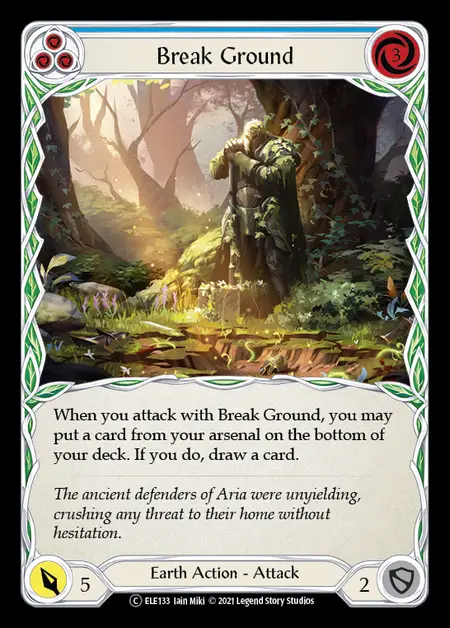 Break Ground
3
When you attack with Break Ground, you may
put a card from your arsenal on the bottom of
your deck. If you do, draw a card.
The ancient defenders of Aria were unyielding,
crushing any threat to their home without
hesitation.
5
Earth Action - Attack
2
C ELE133 Iain Miki © 2021 Legend Story Studios